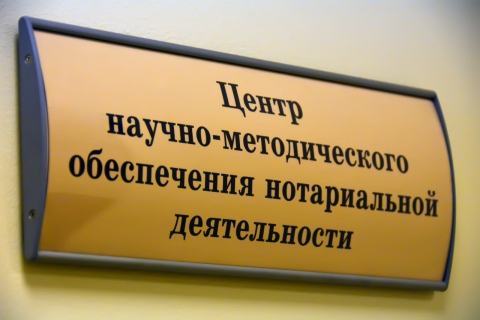 Центр
научно-методического
обеспечения нотариальной
деятельности